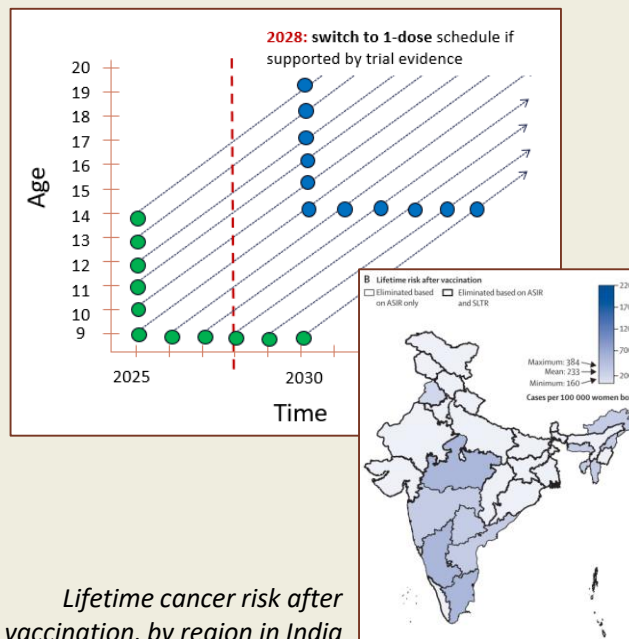 2028: switch to 1-dose schedule if
supported by trial evidence
20
19
18
17
16
15
14
13
12
11
10
9
Age
2025
2030
Time
B Lifetime risk after vaccination
Eliminated based
on ASIR only
Eliminated based on ASIR
and SLTR
Maximum: 384
Mean: 233
Minimum: 160
Cases per 100 000 women bo
Lifetime cancer risk after
vaccination, by region in India